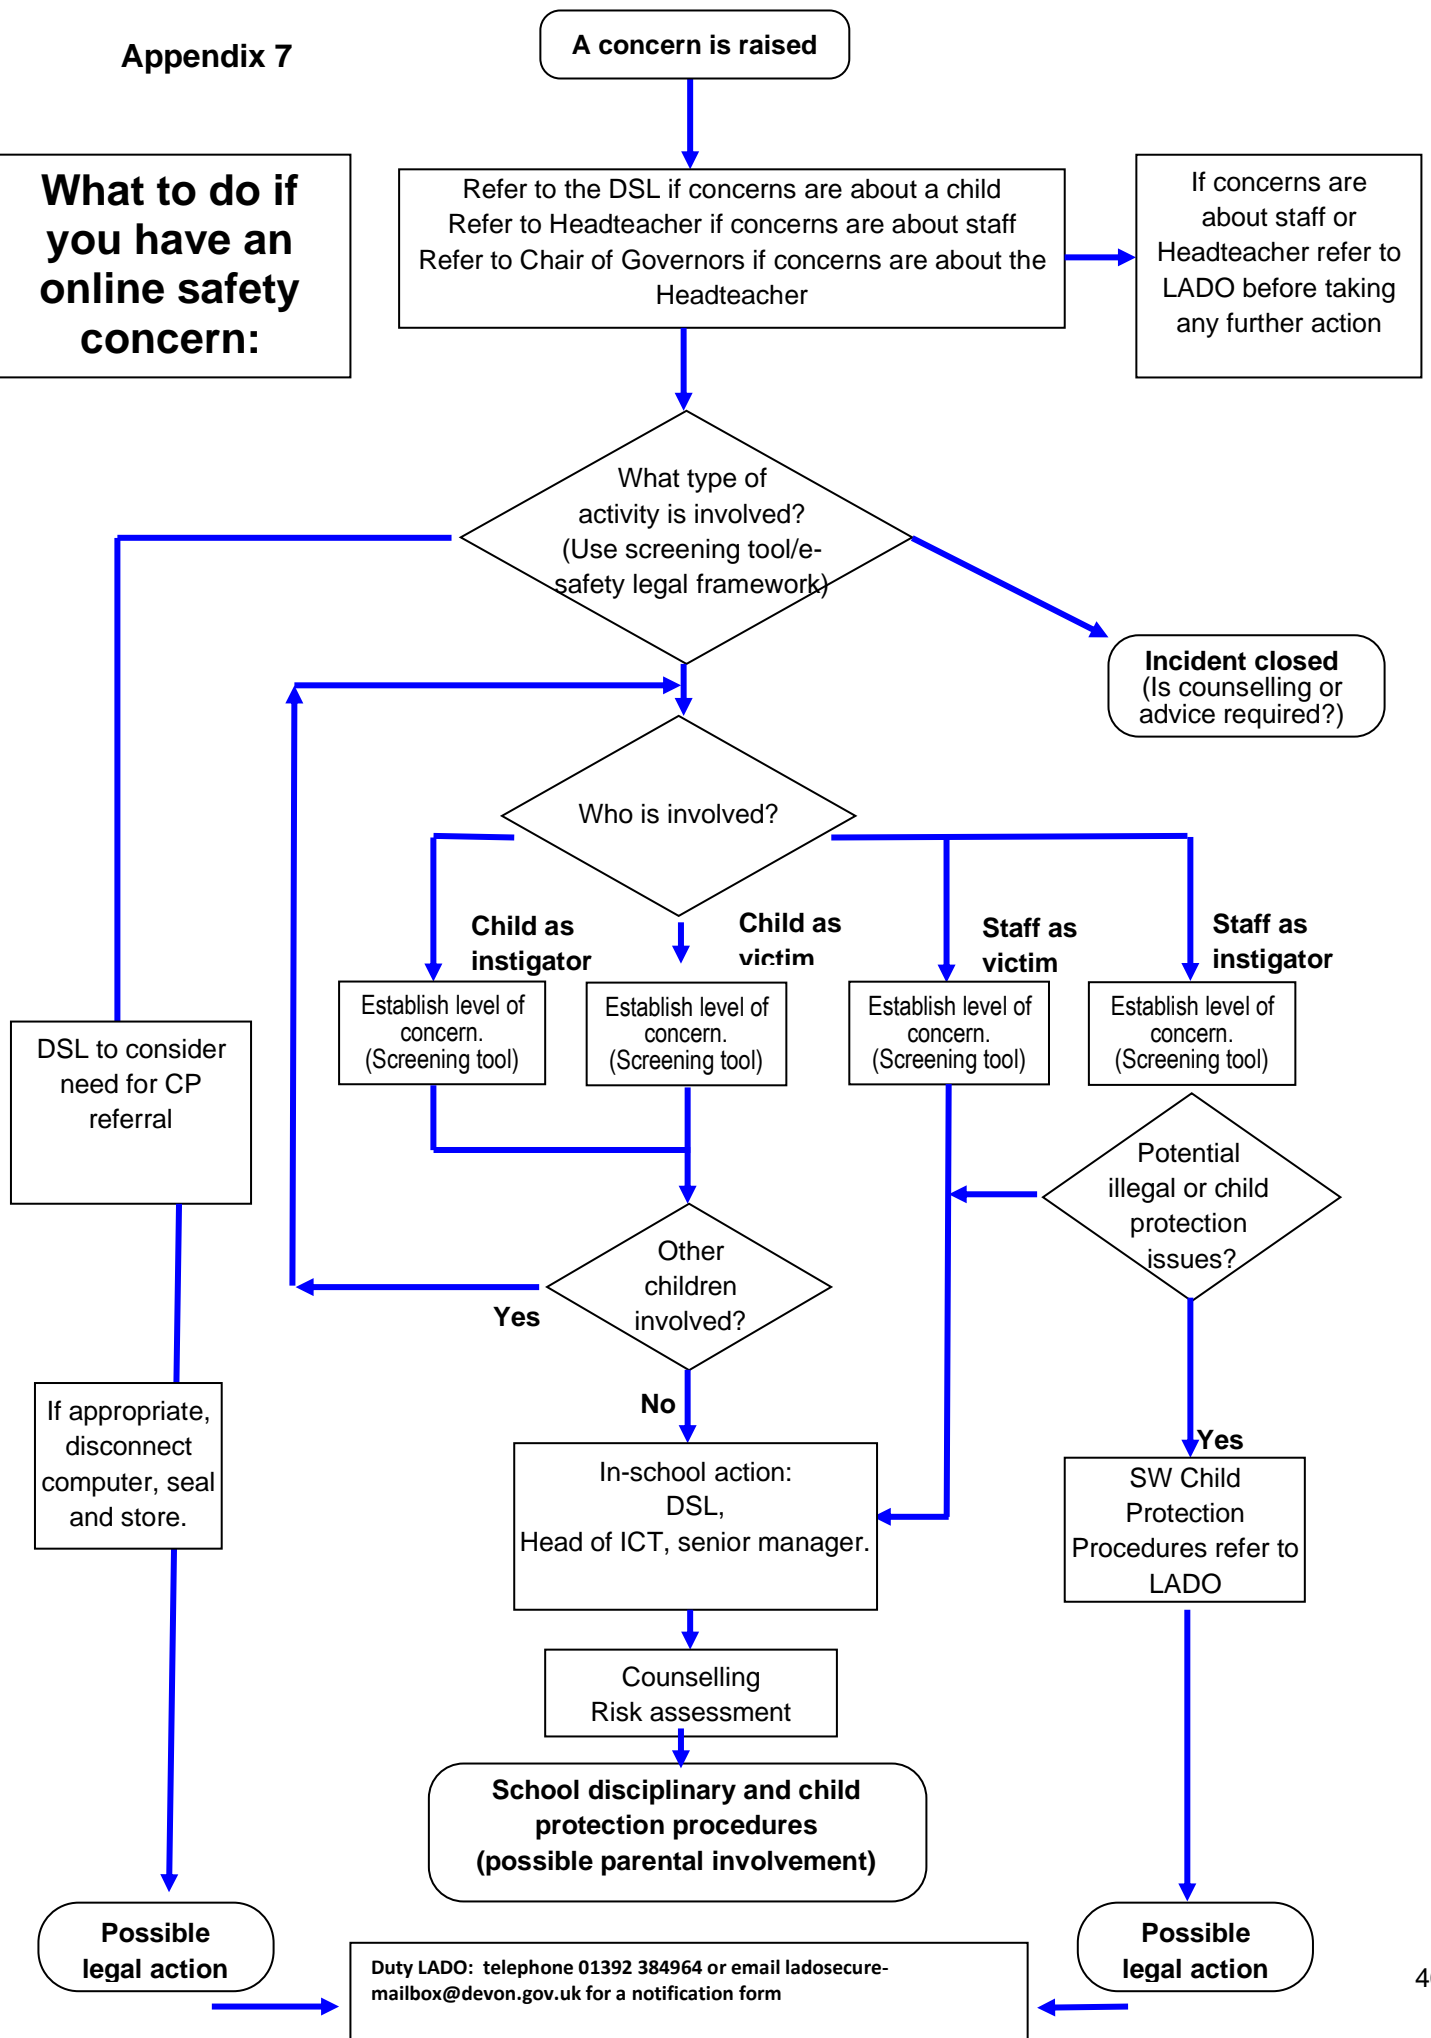 Appendix 7
A concern is raised
What to do if
you have an
online safety
concern:
Refer to the DSL if concerns are about a child
Refer to Headteacher if concerns are about staff
Refer to Chair of Governors if concerns are about the
Headteacher
If concerns are
about staff or
Headteacher refer to
LADO before taking
any further action
What type of
activity is involved?
(Use screening tool/e-
safety legal framework)
Incident closed
(Is counselling or
advice required?)
Who is involved?
Child as
instigator
Child as
victim
Staff as
victim
Staff as
instigator
Establish level of
concern.
(Screening tool)
Establish level of
concern.
(Screening tool)
Establish level of
concern.
(Screening tool)
Establish level of
concern.
(Screening tool)
DSL to consider
need for CP
referral
Potential
illegal or child
protection
issues?
Other
children
involved?
Yes
No
If appropriate,
disconnect
computer, seal
and store.
In-school action:
DSL,
Head of ICT, senior manager.
Yes
SW Child
Protection
Procedures refer to
LADO
Counselling
Risk assessment
School disciplinary and child
protection procedures
(possible parental involvement)
Possible
legal action
Possible
legal action
Duty LADO: telephone 01392 384964 or email ladosecure-
mailbox@devon.gov.uk for a notification form